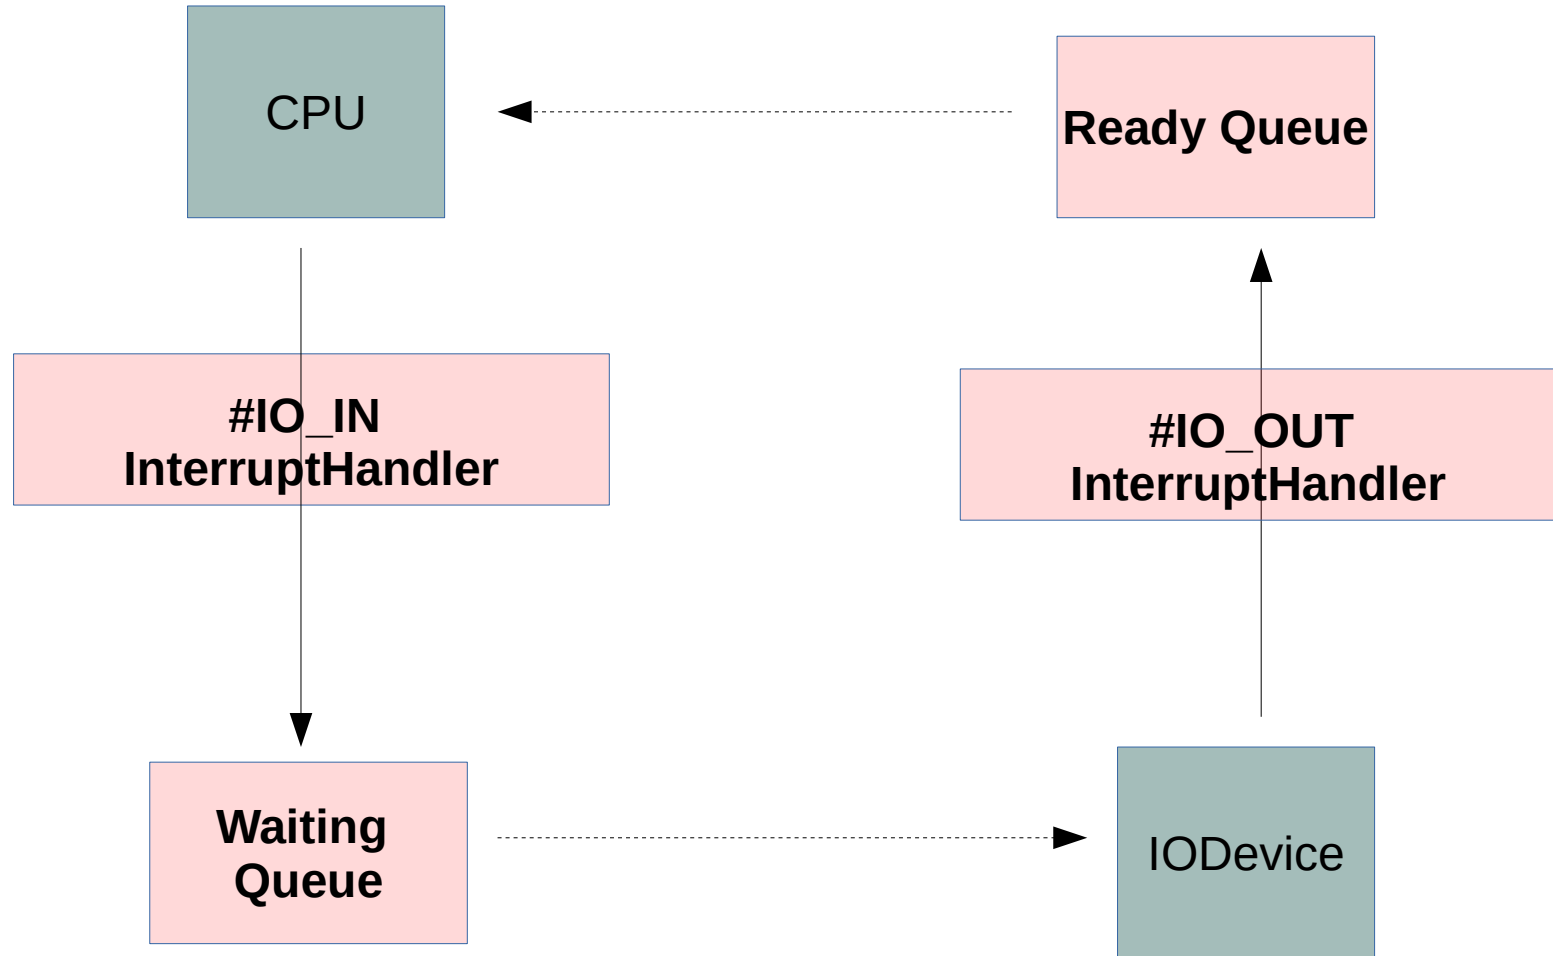 CPU
Ready Queue
#IO_IN
InterruptHandler
#IO_OUT
InterruptHandler
Waiting
Queue
IODevice